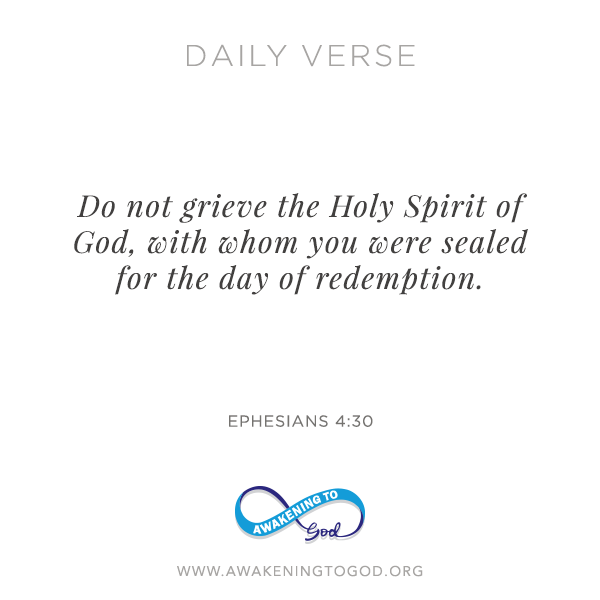 DAILY VERSE
Do not grieve the Holy Spirit of
God, with whom you were sealed
for the day of redemption.
EPHESIANS 4:30
AWAKENING TO
God
WWW.AWAKENINGTOGOD.ORG